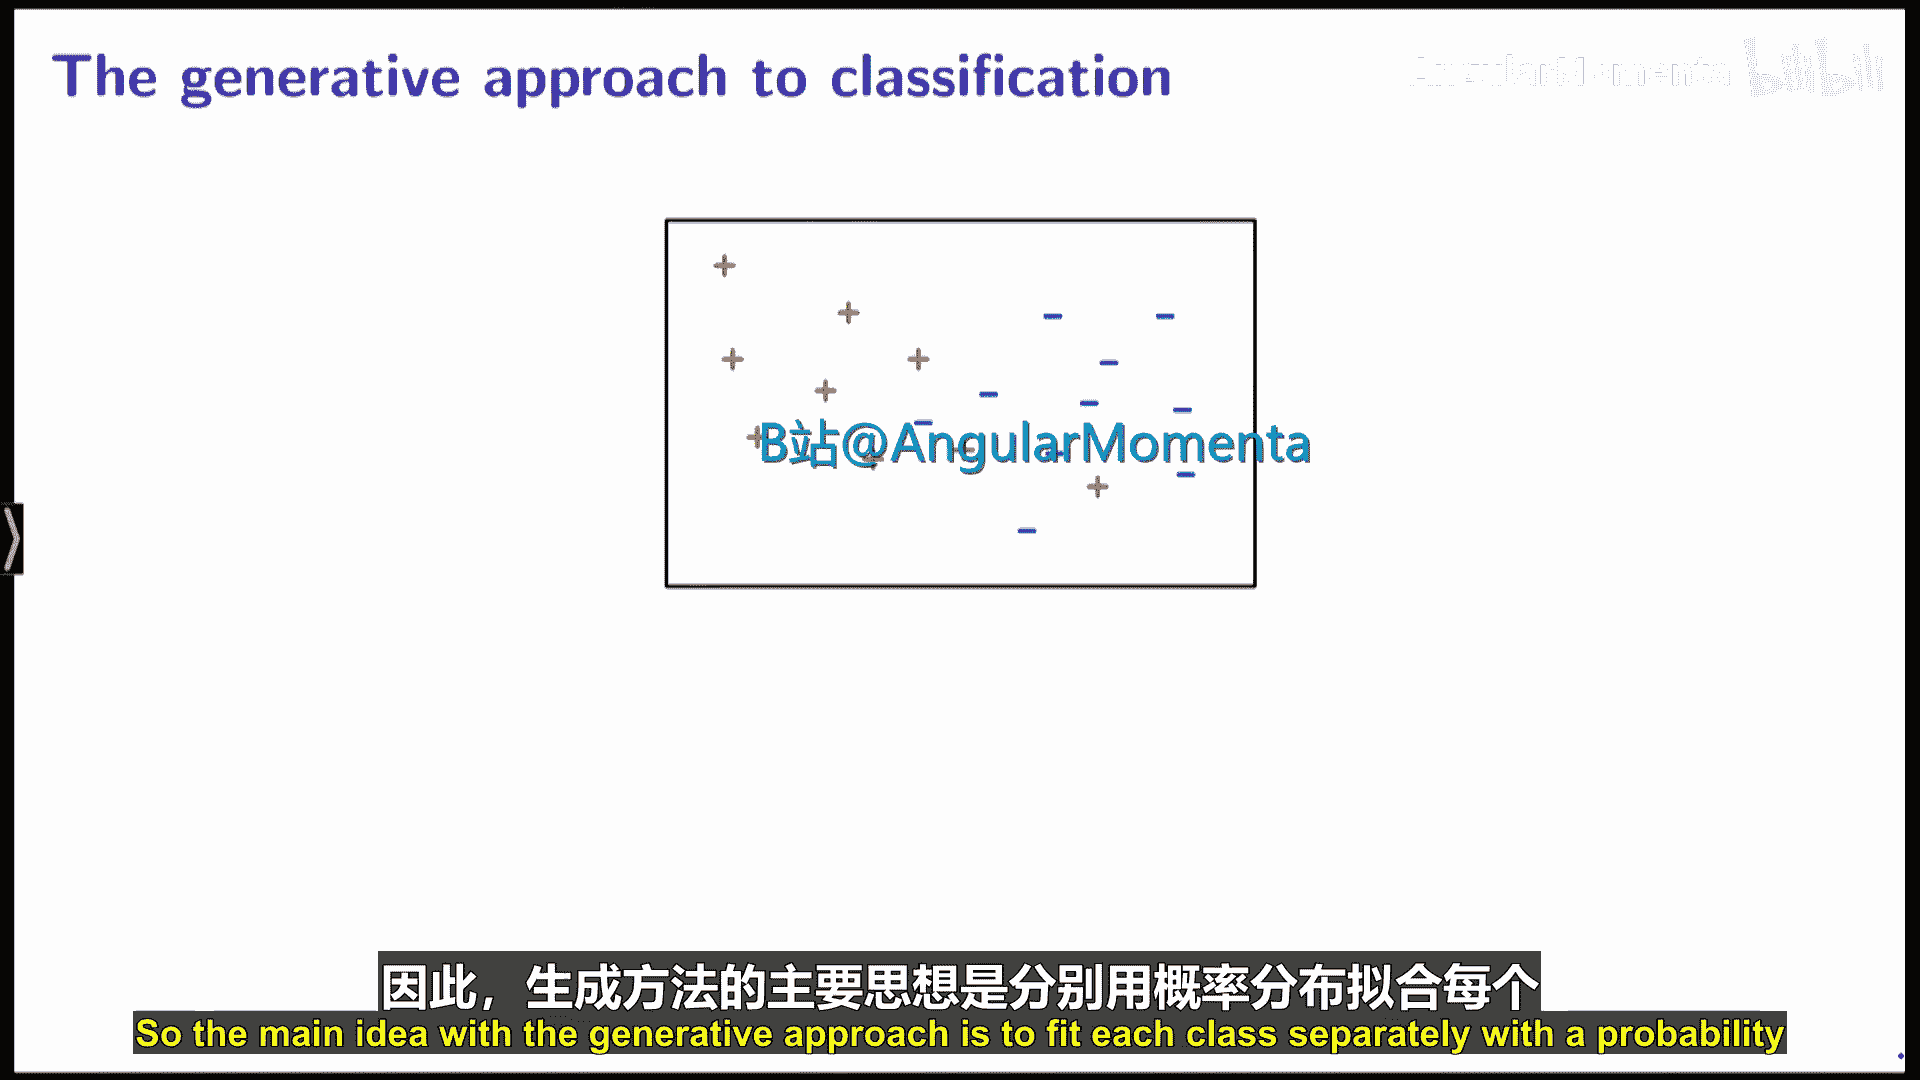 The generative approach to classification
AngularMomenta bilibili
B站@AngularMomenta
因此，生成方法的主要思想是分别用概率分布拟合每个
So the main idea with the generative approach is to fit each class separately with a probability